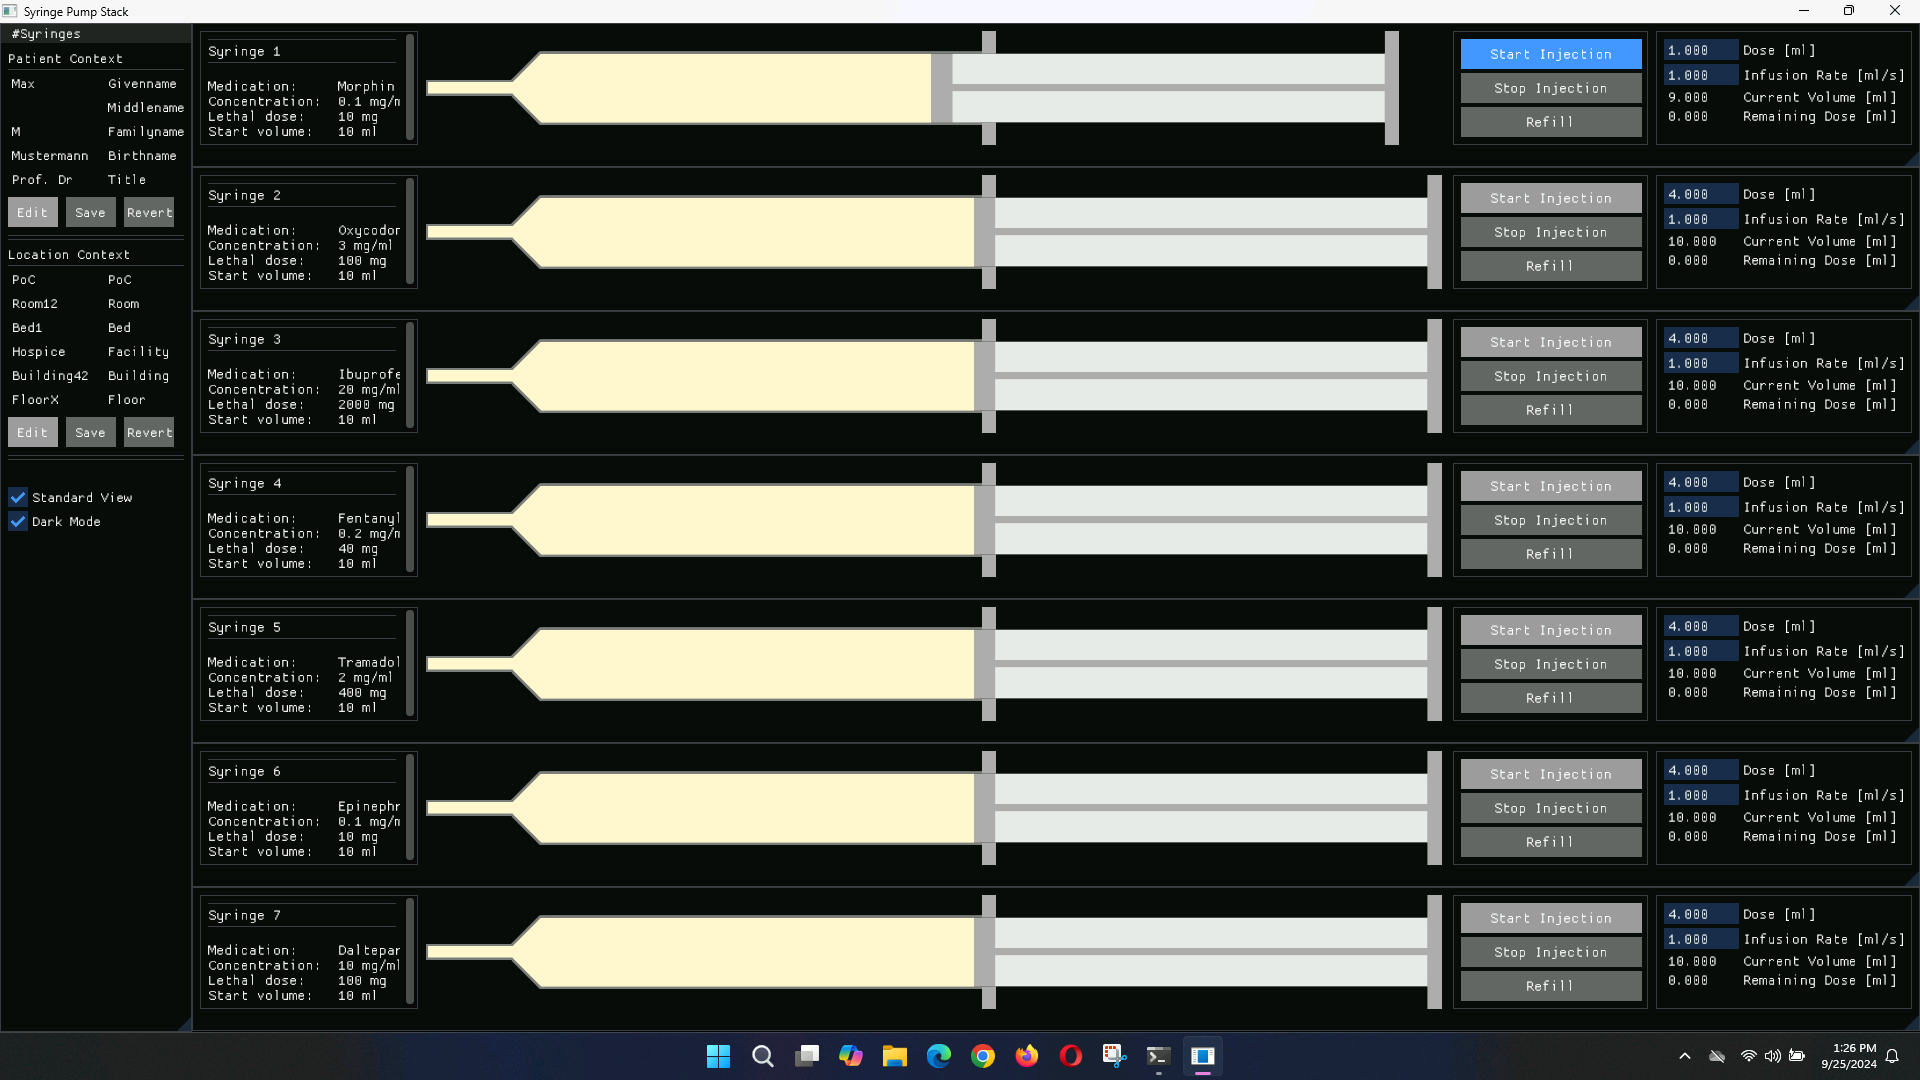 Syringe Pump Stack
#Syringes
Patient Context
Max Givenname
Middlename
M Familyname
Mustermann Birthname
Prof. Dr Title
Edit Save Revert
Location Context
PoC PoC
Room12 Room
Bed1 Bed
Hospice Facility
Building42 Building
FloorX Floor
Edit Save Revert
Standard View
Dark Mode
Syringe 1
Medication: Morphin
Concentration: 0.1 mg/m
Lethal dose: 10 mg
Start volume: 10 ml
Start Injection
Stop Injection
Refill
1.000 Dose [ml]
1.000 Infusion Rate [ml/s]
9.000 Current Volume [ml]
0.000 Remaining Dose [ml]
Syringe 2
Medication: Oxycodor
Concentration: 3 mg/ml
Lethal dose: 100 mg
Start volume: 10 ml
Start Injection
Stop Injection
Refill
4.000 Dose [ml]
1.000 Infusion Rate [ml/s]
10.000 Current Volume [ml]
0.000 Remaining Dose [ml]
Syringe 3
Medication: Ibuprofe
Concentration: 20 mg/ml
Lethal dose: 2000 mg
Start volume: 10 ml
Start Injection
Stop Injection
Refill
4.000 Dose [ml]
1.000 Infusion Rate [ml/s]
10.000 Current Volume [ml]
0.000 Remaining Dose [ml]
Syringe 4
Medication: Fentanyl
Concentration: 0.2 mg/m
Lethal dose: 40 mg
Start volume: 10 ml
Start Injection
Stop Injection
Refill
4.000 Dose [ml]
1.000 Infusion Rate [ml/s]
10.000 Current Volume [ml]
0.000 Remaining Dose [ml]
Syringe 5
Medication: Tramadol
Concentration: 2 mg/ml
Lethal dose: 400 mg
Start volume: 10 ml
Start Injection
Stop Injection
Refill
4.000 Dose [ml]
1.000 Infusion Rate [ml/s]
10.000 Current Volume [ml]
0.000 Remaining Dose [ml]
Syringe 6
Medication: Epinephr
Concentration: 0.1 mg/m
Lethal dose: 10 mg
Start volume: 10 ml
Start Injection
Stop Injection
Refill
4.000 Dose [ml]
1.000 Infusion Rate [ml/s]
10.000 Current Volume [ml]
0.000 Remaining Dose [ml]
Syringe 7
Medication: Daltepar
Concentration: 10 mg/ml
Lethal dose: 100 mg
Start volume: 10 ml
Start Injection
Stop Injection
Refill
4.000 Dose [ml]
1.000 Infusion Rate [ml/s]
10.000 Current Volume [ml]
0.000 Remaining Dose [ml]
1:26 PM
9/25/2024